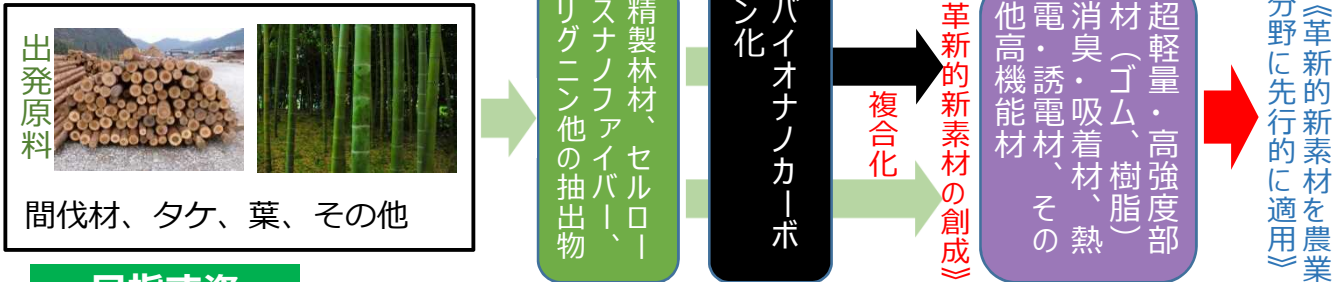 出発原料
間伐材、タケ、葉、その他
精製林材、セルロー
スナノファイバー、
リグニン他の抽出物
バイオナノカーボ
ン化
複合化
革新的新素材の創成》
超軽量・高強度部
材（ゴム、樹脂）
消臭・吸着材、熱
電・誘電材、その
他高機能材
《革新的新素材を農業
分野に先行的に適用》
目指す姿